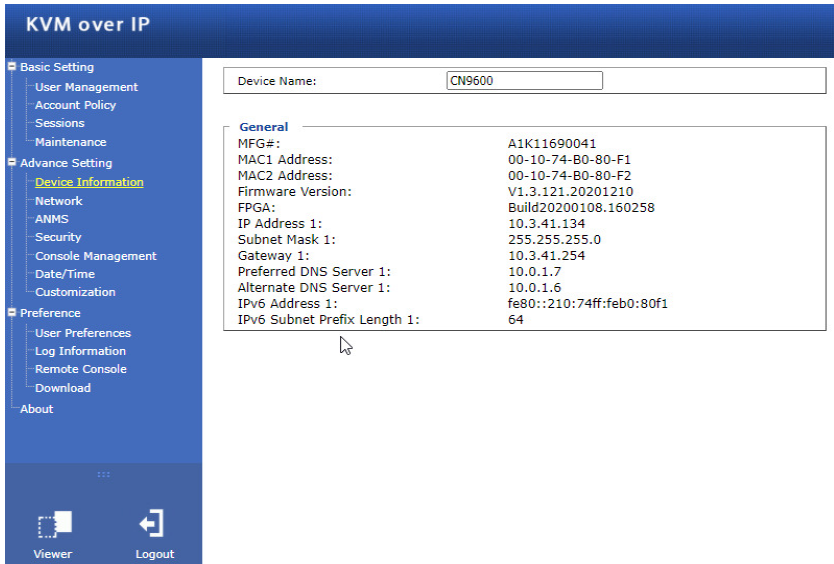 KVM over IP
Basic Setting
User Management
Account Policy
Sessions
Maintenance
Advance Setting
Device Information
Network
ANMS
Security
Console Management
Date/Time
Customization
Preference
User Preferences
Log Information
Remote Console
Download
About
Viewer
Logout
Device Name: CN9600
General
MFG#: A1K11690041
MAC1 Address: 00-10-74-B0-80-F1
MAC2 Address: 00-10-74-B0-80-F2
Firmware Version: V1.3.121.20201210
FPGA: Build20200108.160258
IP Address 1: 10.3.41.134
Subnet Mask 1: 255.255.255.0
Gateway 1: 10.3.41.254
Preferred DNS Server 1: 10.0.1.7
Alternate DNS Server 1: 10.0.1.6
IPv6 Address 1: fe80::210:74ff:feb0:80f1
IPv6 Subnet Prefix Length 1: 64